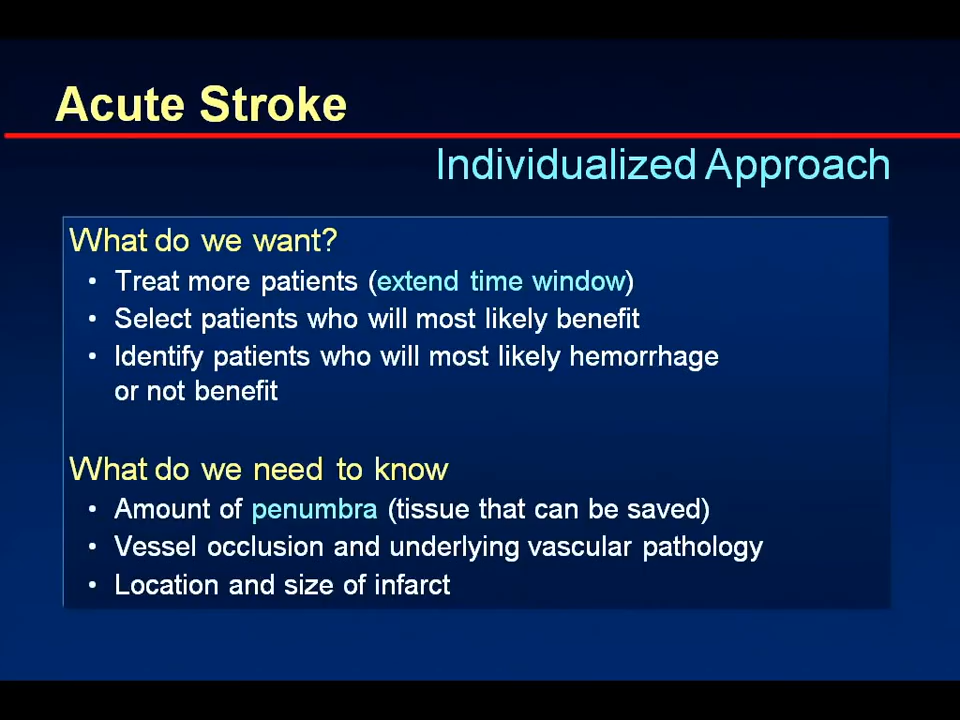 Acute Stroke
Individualized Approach
What do we want?
• Treat more patients (extend time window)
• Select patients who will most likely benefit
• Identify patients who will most likely hemorrhage
or not benefit
What do we need to know
• Amount of penumbra (tissue that can be saved)
• Vessel occlusion and underlying vascular pathology
• Location and size of infarct